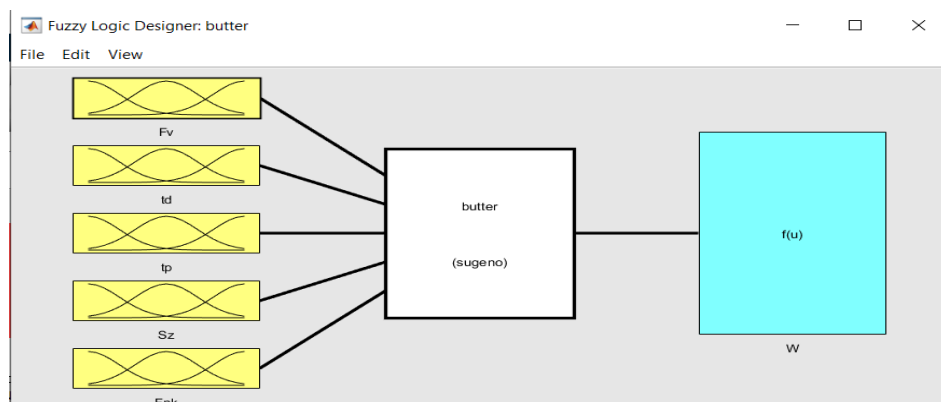 Fuzzy Logic Designer: butter
File Edit View
Fv
td
tp
Sz
butter
(sugeno)
f(u)
W